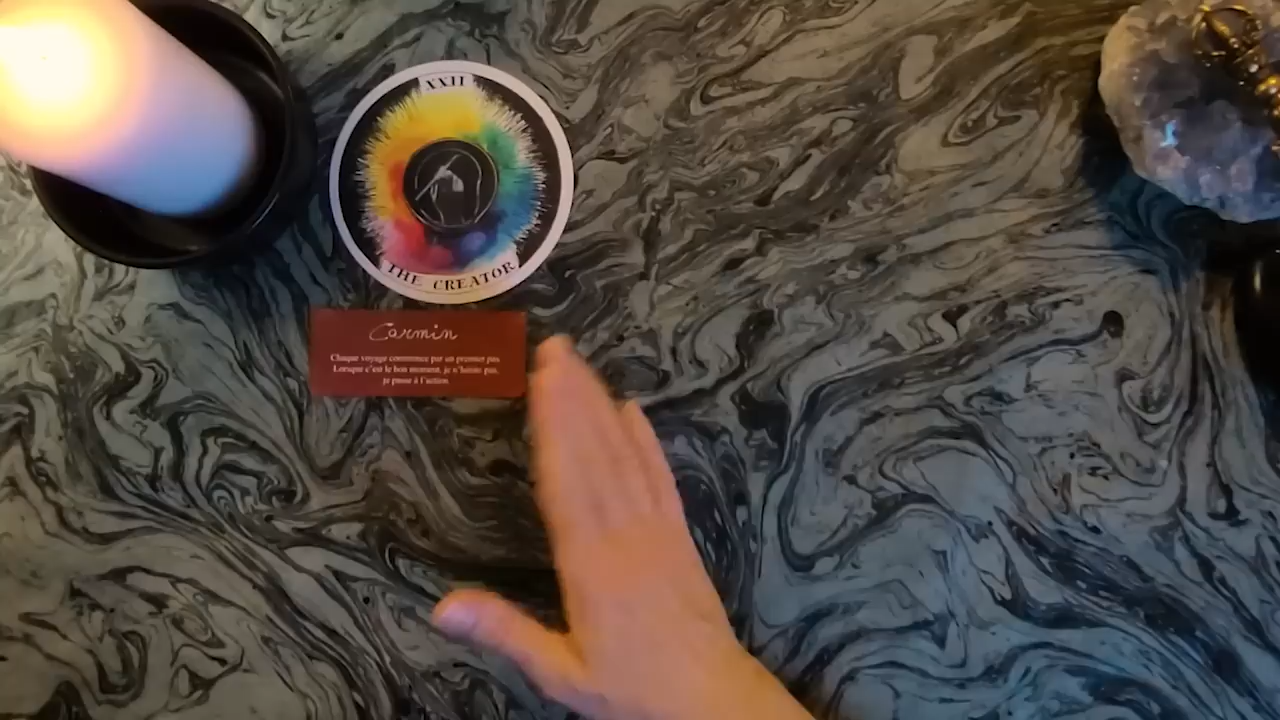 XXII
THE CREATOR
Carmin
Chaque voyage commence par un premier pas.
Lorsque c'est le bon moment, je n'hésite pas,
je passe à l'action.